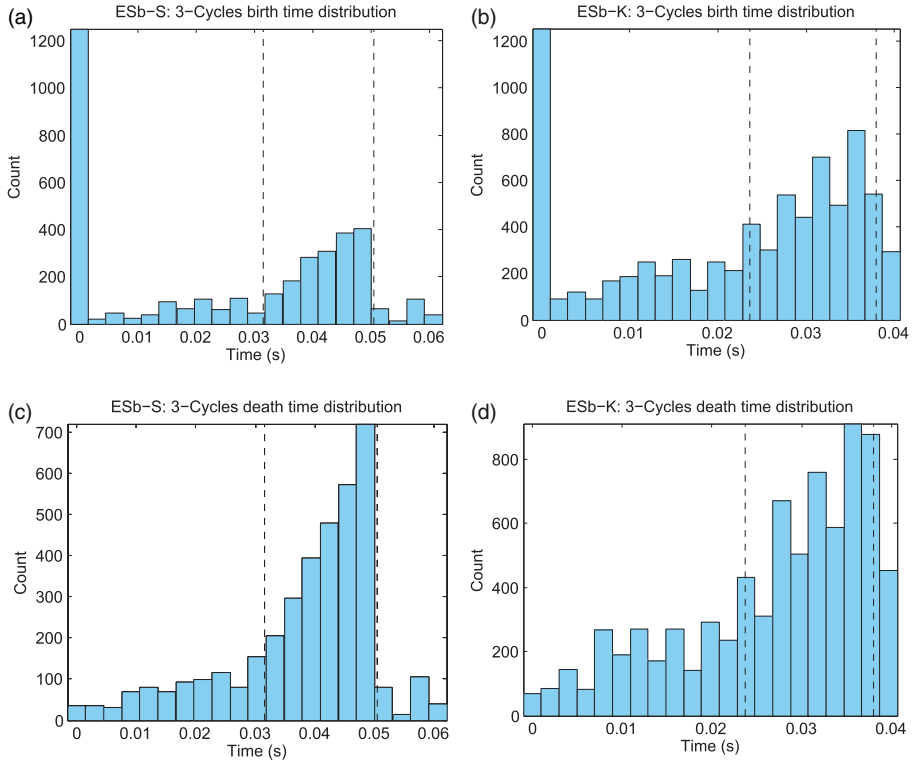 (a)
ESb−S: 3−Cycles birth time distribution
1200
1000
800
600
400
200
0
Count
0 0.01 0.02 0.03 0.04 0.05 0.06
Time (s)
(b)
ESb−K: 3−Cycles birth time distribution
1200
1000
800
600
400
200
0
Count
0 0.01 0.02 0.03 0.04
Time (s)
(c)
ESb−S: 3−Cycles death time distribution
700
600
500
400
300
200
100
0
Count
0 0.01 0.02 0.03 0.04 0.05 0.06
Time (s)
(d)
ESb−K: 3−Cycles death time distribution
800
600
400
200
0
Count
0 0.01 0.02 0.03 0.04
Time (s)